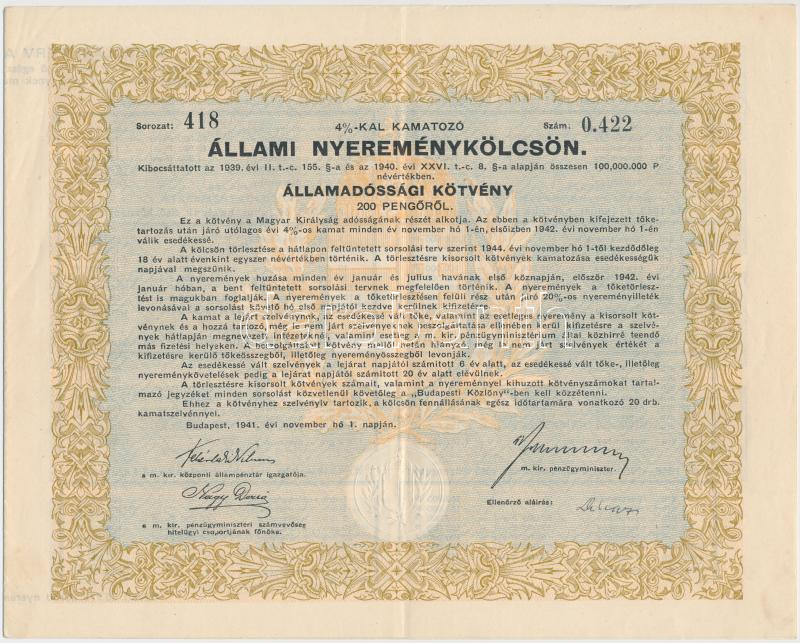 Sorozat: 418
4%-KAL KAMATOZÓ
Szám: 0.422
ÁLLAMI NYEREMÉNYKÖLCSÖN.
Kibocsáttatott az 1939. évi II. t.-c. 155. §-a és az 1940. évi XXVI. t.-c. 8. §-a alapján összesen 100,000.000 P
névértékben.
ÁLLAMADÓSSÁGI KÖTVÉNY
200 PENGŐRŐL.
Ez a kötvény a Magyar Királyság adósságának részét alkotja. Az ebben a kötvényben kifejezett tőke-
tartozás után járó utólagos évi 4%-os kamat minden év november hó 1-én, elsőizben 1942. évi november hó 1-én
válik esedékessé.
A kölcsön törlesztése a hátlapon feltüntetett sorsolási terv szerint 1944. évi november hó 1-től kezdődőleg
18 év alatt évenkint egyszer névértékben történik. A törlesztésre kisorsolt kötvények kamatozása esedékességük
napjával megszünik.
A nyeremények huzása minden év január és julius havának első köznapján, először 1942. évi
január hóban, a bent feltüntetett sorsolási tervnek megfelelően történik. A nyeremények a tőketörlesz-
tést is magukban foglalják. A nyeremények a tőketörlesztésen felüli rész után járó 20%-os nyereményilleték
levonásával a sorsolást követő hó első napjától kezdve kerülnek kifizetésre.
A kamat a lejárt szelvénynek, az esedékessé vált tőke, valamint az esetleges nyeremény a kisorsolt köt-
vénynek és a hozzá tartozó, még le nem járt szelvények beszolgáltatása ellenében kerül kifizetésre a szelvé-
nyek hátlapján megnevezett intézeteknél, valamint esetleg a m. kir. pénzügyminisztérium által közhirré teendő
más fizetési helyeken. A beszolgáltatott kötvény mellől netán hiányzó, még le nem járt szelvények értékét a
kifizetésre kerülő tőkeösszegből, illetőleg nyereményösszegből levonják.
Az esedékessé vált szelvények a lejárat napjától számított 6 év alatt, az esedékessé vált tőke-, illetőleg
nyereménykövetelések pedig a lejárat napjától számított 20 év alatt elévülnek.
A törlesztésre kisorsolt kötvények számait, valamint a nyereménnyel kihuzott kötvényszámokat tartal-
mazó jegyzéket minden sorsolást közvetlenül követőleg a „Budapesti Közlöny"-ben kell közzétenni.
Ehhez a kötvényhez szelvényív tartozik, a kölcsön fennállásának egész időtartamára vonatkozó 20 drb.
kamatszelvénnyel.
Budapest, 1941. évi november hó 1. napján.
a m. kir. központi állampénztár igazgatója.
m. kir. pénzügyminiszter.
Nagy Dezső
Ellenőrző aláírás:
a m. kir. pénzügyminiszteri számvevőség
hitelügyi csoportjának főnöke.